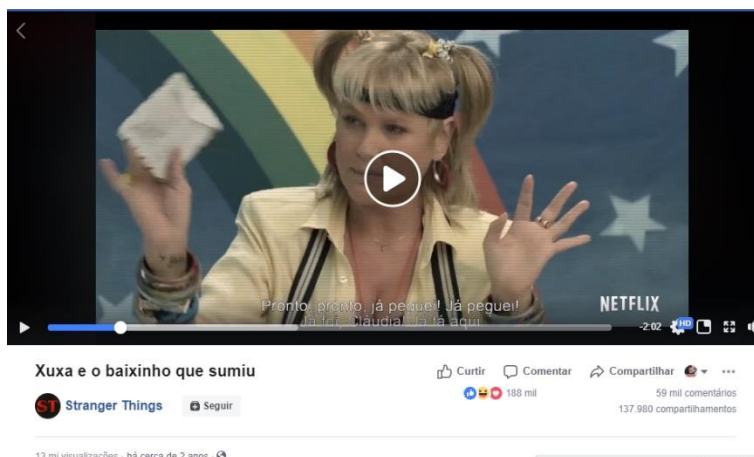 Pronto, pronto, já peguei! Já peguei!
Já foi, Cláudia! Já tá aqui
NETFLIX
-2:02
HD
Xuxa e o baixinho que sumiu
Curtir Comentar Compartilhar
ST Stranger Things Seguir
188 mil 59 mil comentários
137.980 compartilhamentos
13 mi visualizações · há cerca de 2 anos ·